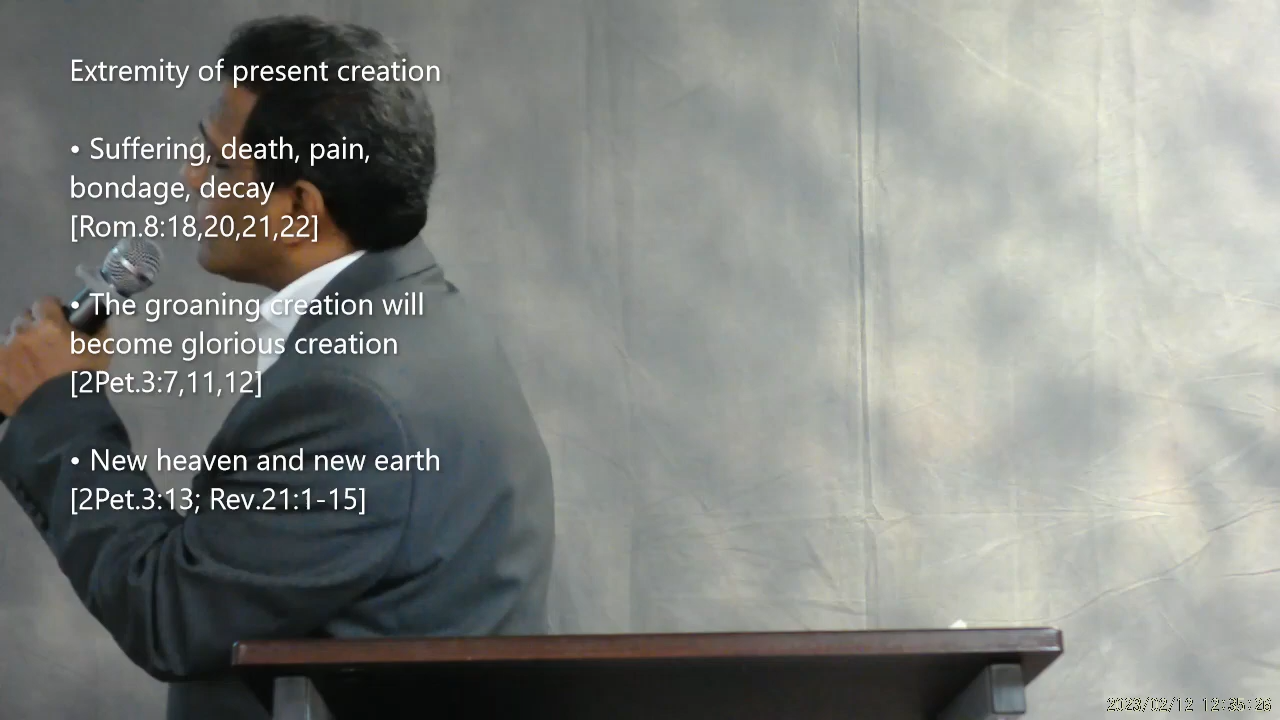 Extremity of present creation
• Suffering, death, pain,
bondage, decay
[Rom.8:18,20,21,22]
• The groaning creation will
become glorious creation
[2Pet.3:7,11,12]
• New heaven and new earth
[2Pet.3:13; Rev.21:1-15]
2023/02/12 12:35:26